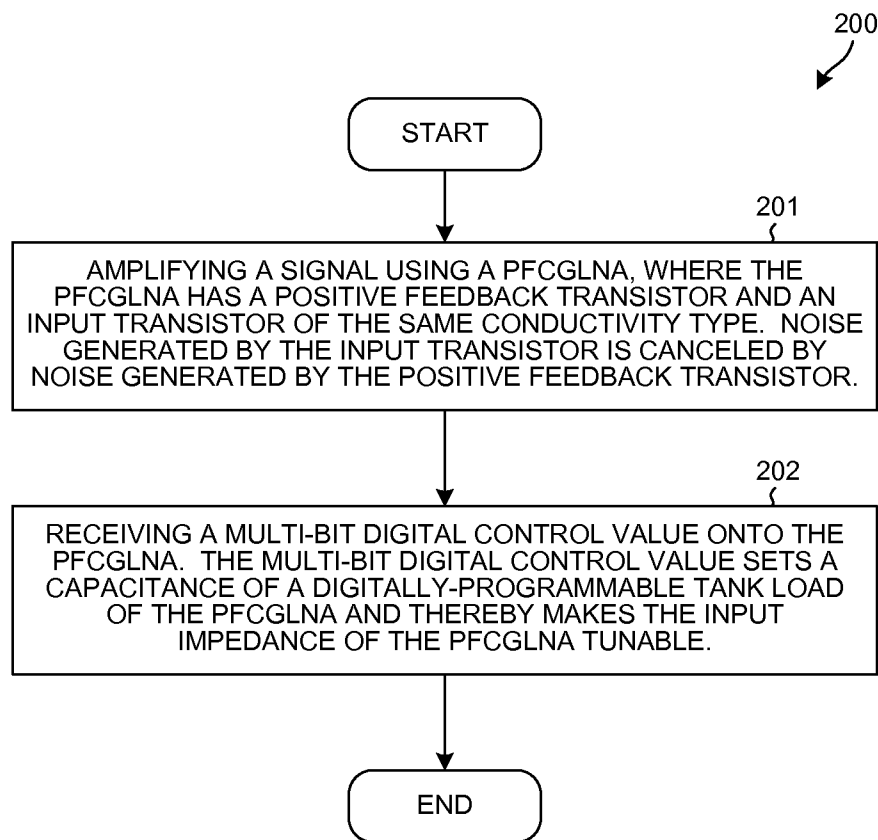 200
START
201
AMPLIFYING A SIGNAL USING A PFCGLNA, WHERE THE
PFCGLNA HAS A POSITIVE FEEDBACK TRANSISTOR AND AN
INPUT TRANSISTOR OF THE SAME CONDUCTIVITY TYPE. NOISE
GENERATED BY THE INPUT TRANSISTOR IS CANCELED BY
NOISE GENERATED BY THE POSITIVE FEEDBACK TRANSISTOR.
202
RECEIVING A MULTI-BIT DIGITAL CONTROL VALUE ONTO THE
PFCGLNA. THE MULTI-BIT DIGITAL CONTROL VALUE SETS A
CAPACITANCE OF A DIGITALLY-PROGRAMMABLE TANK LOAD
OF THE PFCGLNA AND THEREBY MAKES THE INPUT
IMPEDANCE OF THE PFCGLNA TUNABLE.
END